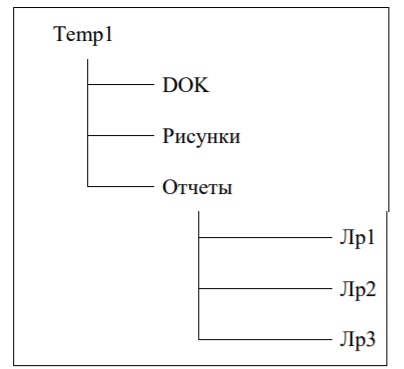 Temp1
DOK
Рисунки
Отчеты
Лр1
Лр2
Лр3